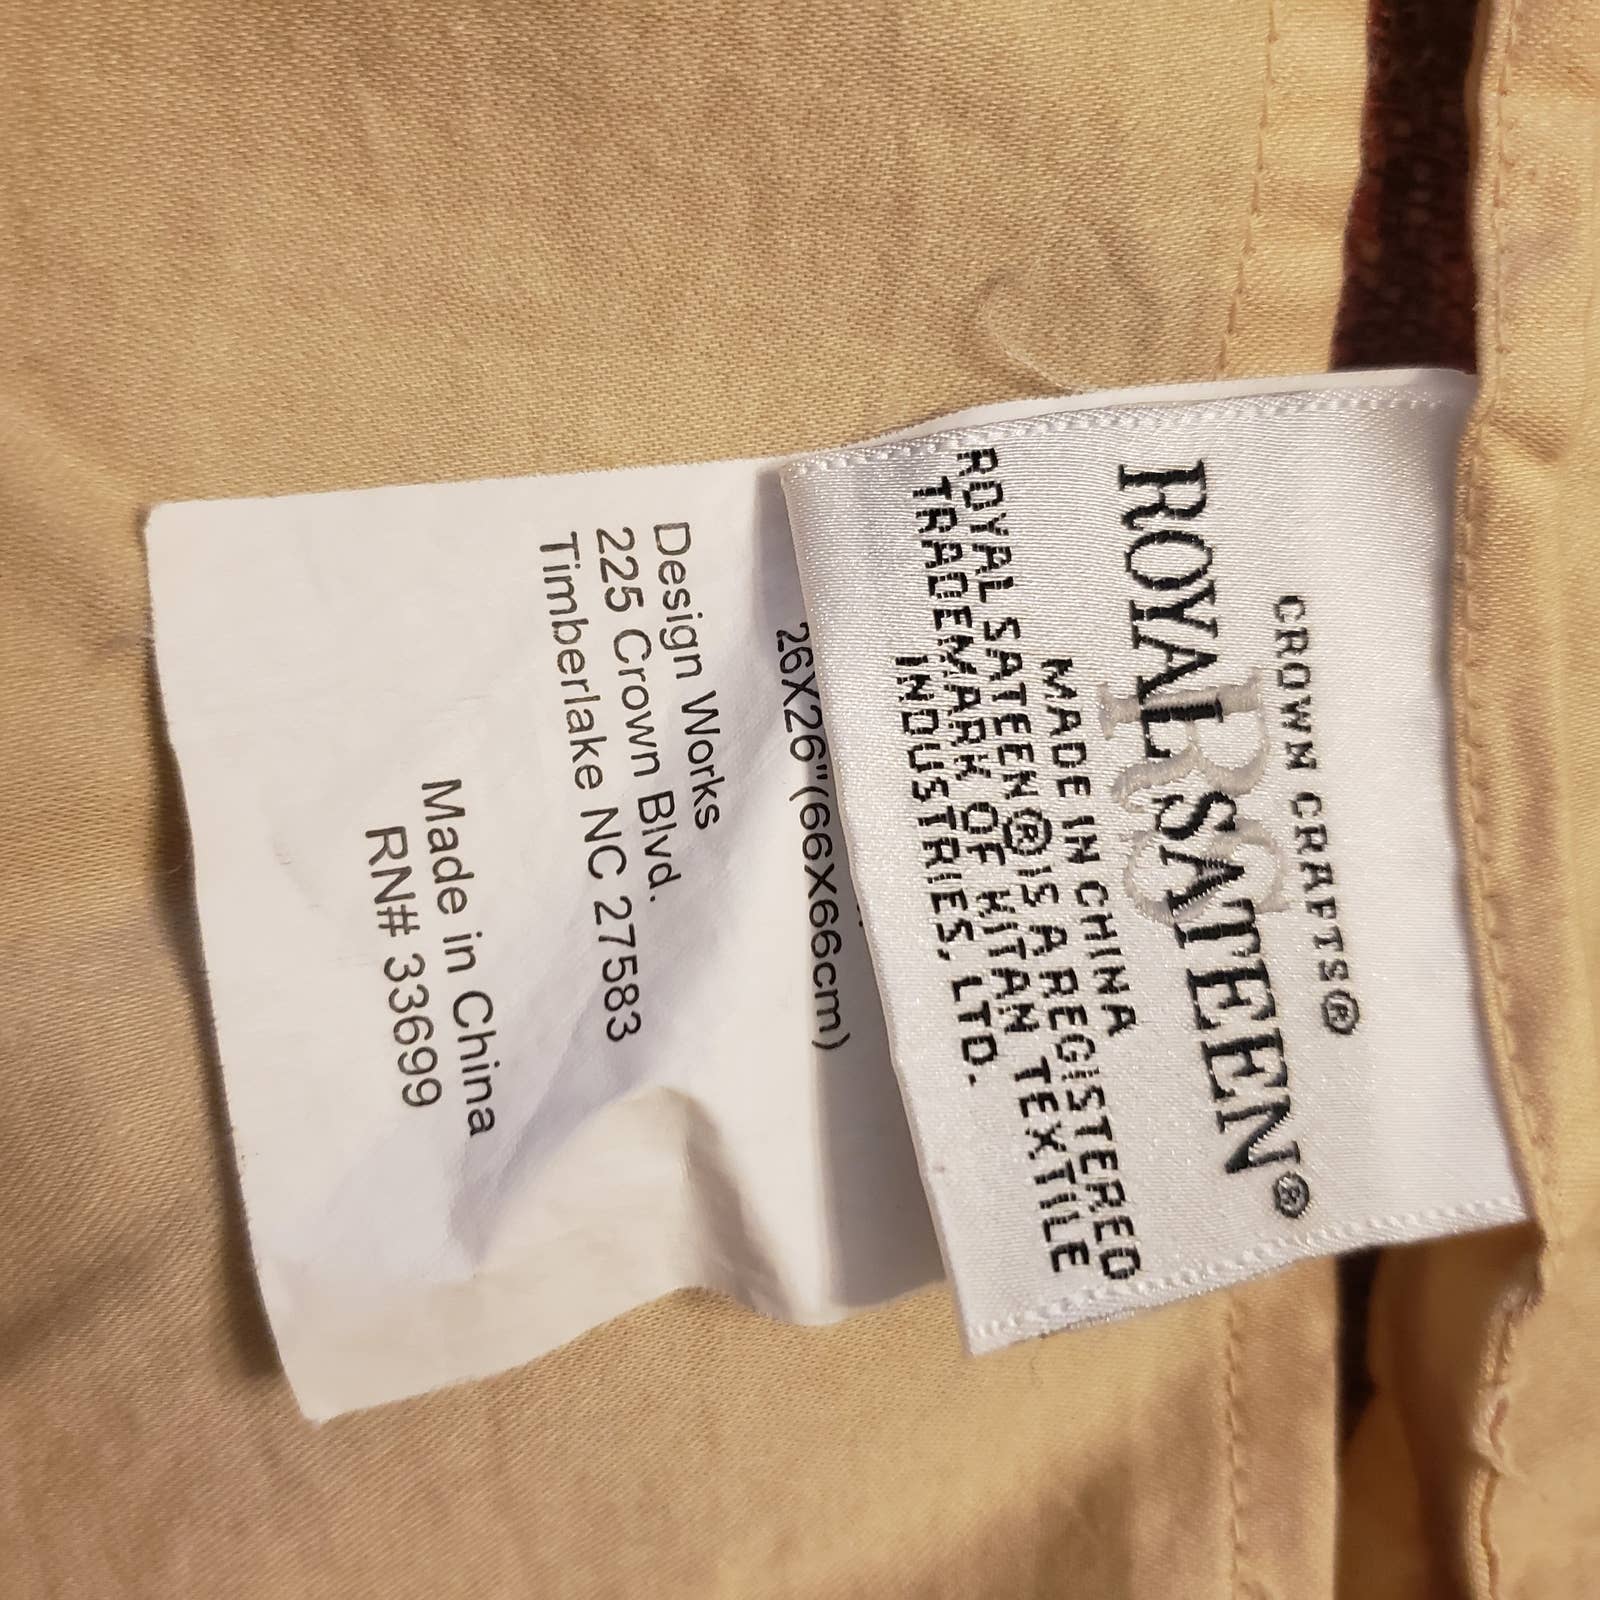 CROWN CRAFTS®
ROYAL SATEEN®
RS
MADE IN CHINA
ROYAL SATEEN® IS A REGISTERED
TRADEMARK OF KITAN TEXTILE
INDUSTRIES, LTD.
26X26"(66X66cm)
Design Works
225 Crown Blvd.
Timberlake NC 27583
Made in China
RN# 33699